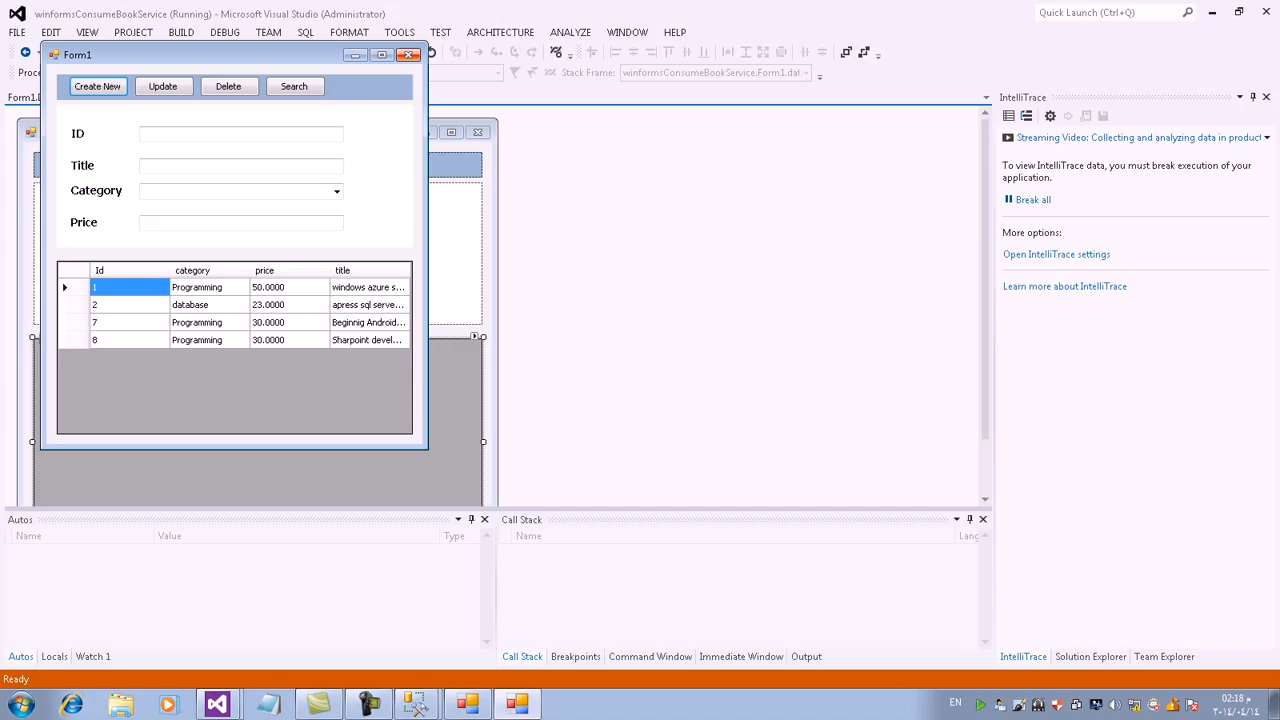 winformsConsumeBookService (Running) - Microsoft Visual Studio (Administrator)
Quick Launch (Ctrl+Q)
FILE EDIT VIEW PROJECT BUILD DEBUG TEAM SQL FORMAT TOOLS TEST ARCHITECTURE ANALYZE WINDOW HELP
Form1
Stack Frame: winformsConsumeBookService.Form1.dat
Create New Update Delete Search
ID
Title
Category
Price
Id category price title
1 Programming 50.0000 windows azure s...
2 database 23.0000 apress sql serve...
7 Programming 30.0000 Beginnig Android...
8 Programming 30.0000 Sharpoint devel...
IntelliTrace
Streaming Video: Collecting and analyzing data in product
To view IntelliTrace data, you must break execution of your
application.
Break all
More options:
Open IntelliTrace settings
Learn more about IntelliTrace
Autos
Name Value Type
Call Stack
Name Lang
Autos Locals Watch 1
Call Stack Breakpoints Command Window Immediate Window Output
IntelliTrace Solution Explorer Team Explorer
Ready
EN
02:18 م
٢٠١٤/٠٤/١٤